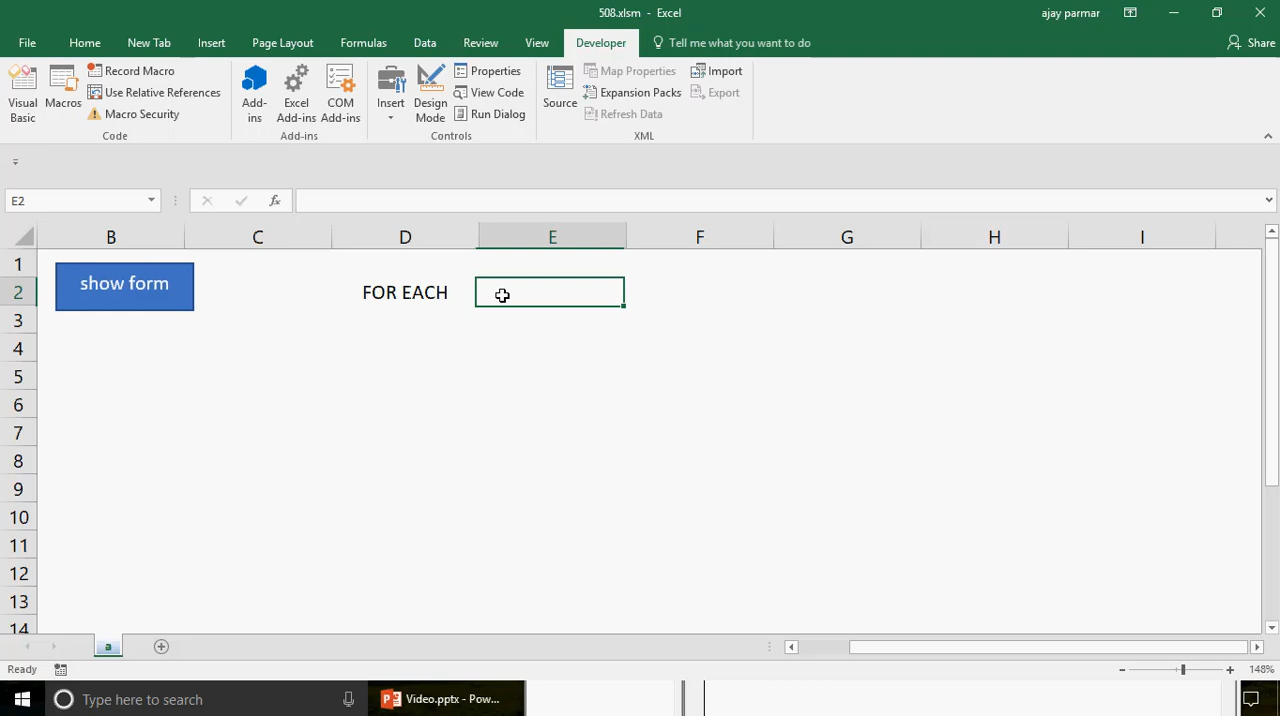 508.xlsm - Excel
ajay parmar
File
Home
New Tab
Insert
Page Layout
Formulas
Data
Review
View
Developer
Tell me what you want to do
Share
Visual Basic
Macros
Record Macro
Use Relative References
Macro Security
Code
Add-ins
Excel Add-ins
COM Add-ins
Add-ins
Insert
Design Mode
Properties
View Code
Run Dialog
Controls
Source
Map Properties
Expansion Packs
Refresh Data
Import
Export
XML
E2
fx
B C D E F G H I
1
show form
2
FOR EACH
3
4
5
6
7
8
9
10
11
12
13
14
a
Ready
148%
Type here to search
Video.pptx - Pow...